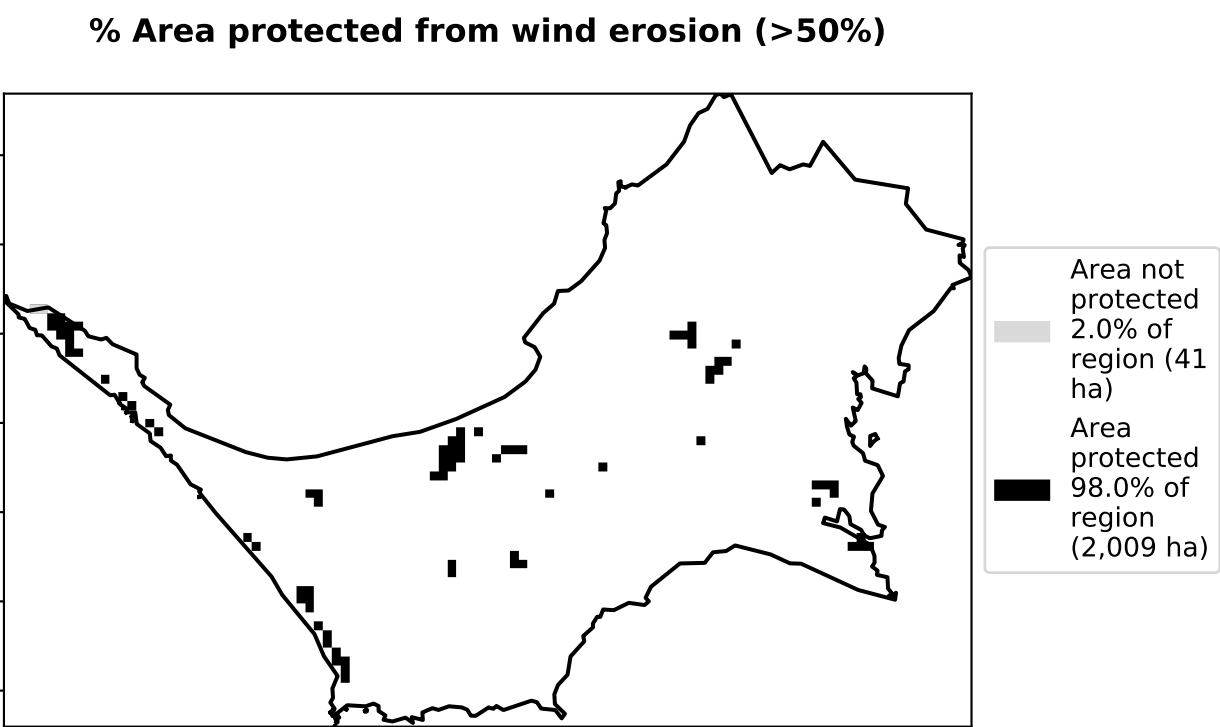 % Area protected from wind erosion (>50%)
Area not
protected
2.0% of
region (41
ha)
Area
protected
98.0% of
region
(2,009 ha)